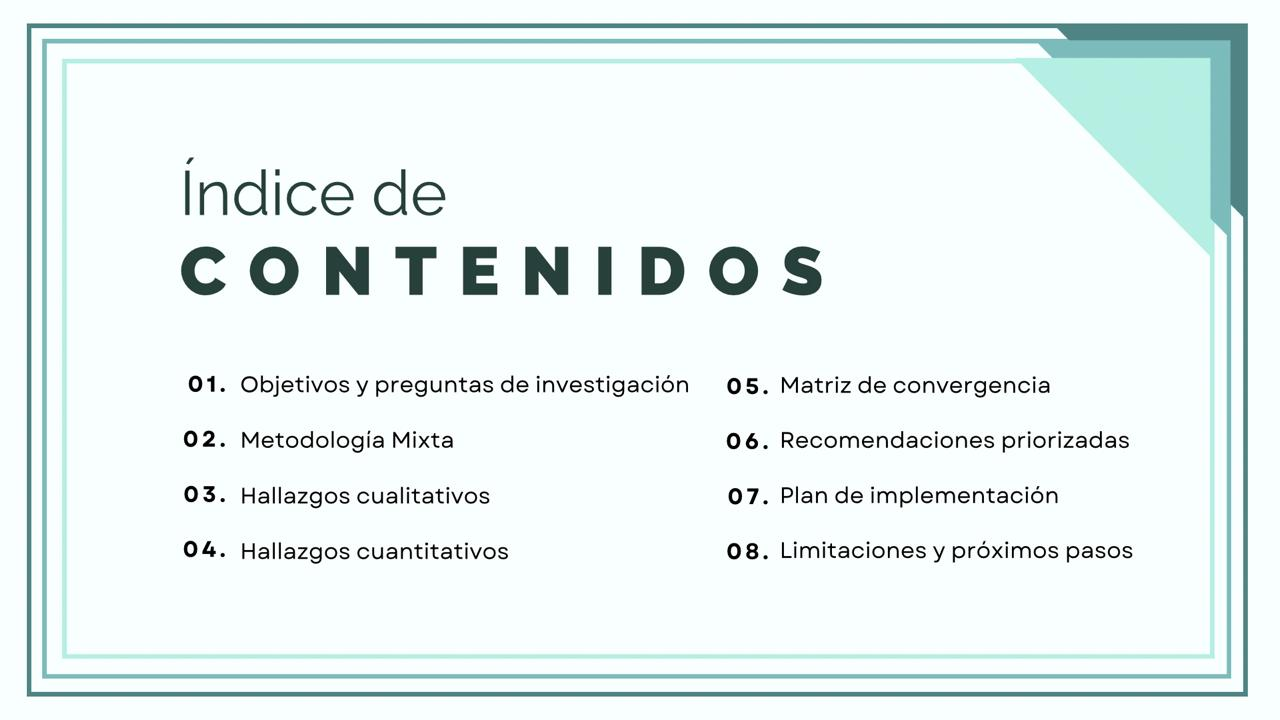 Índice de
CONTENIDOS
01. Objetivos y preguntas de investigación
02. Metodología Mixta
03. Hallazgos cualitativos
04. Hallazgos cuantitativos
05. Matriz de convergencia
06. Recomendaciones priorizadas
07. Plan de implementación
08. Limitaciones y próximos pasos